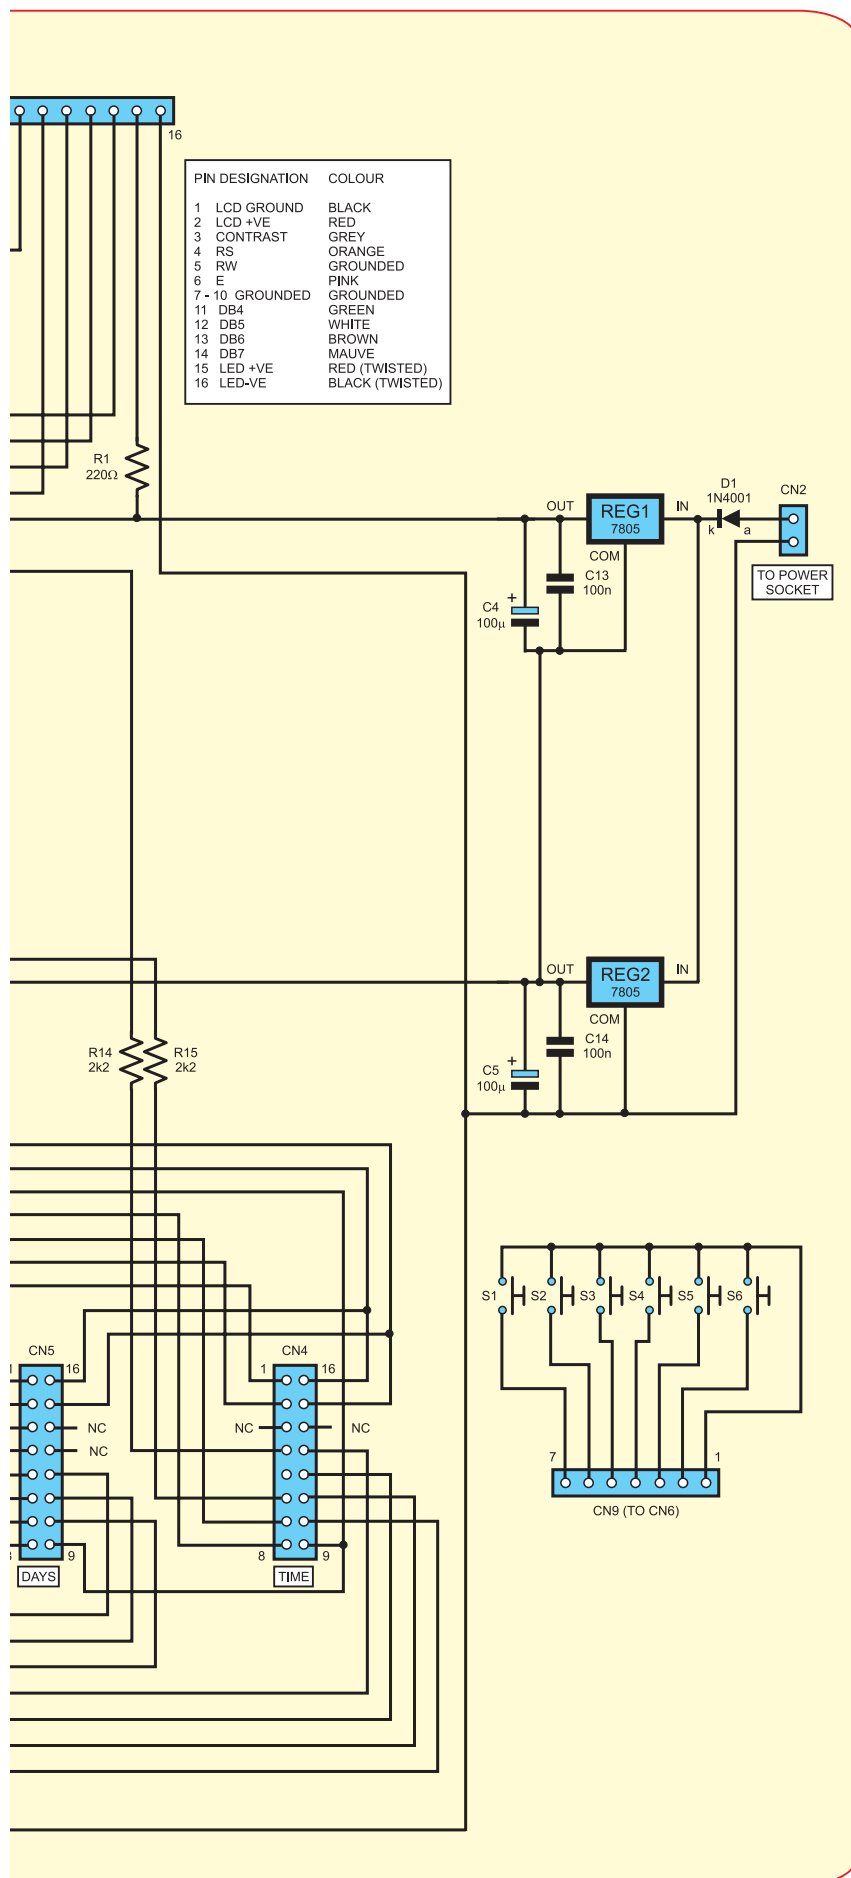 16
PIN DESIGNATION COLOUR
1 LCD GROUND BLACK
2 LCD +VE RED
3 CONTRAST GREY
4 RS ORANGE
5 RW GROUNDED
6 E PINK
7 - 10 GROUNDED GROUNDED
11 DB4 GREEN
12 DB5 WHITE
13 DB6 BROWN
14 DB7 MAUVE
15 LED +VE RED (TWISTED)
16 LED-VE BLACK (TWISTED)
R1
220Ω
OUT
REG1
7805
IN
COM
D1
1N4001
k a
CN2
TO POWER
SOCKET
C13
100n
+
C4
100µ
OUT
REG2
7805
IN
COM
C14
100n
+
C5
100µ
R14
2k2
R15
2k2
S1 S2 S3 S4 S5 S6
CN5
16
NC
NC
9
DAYS
CN4
1 16
NC NC
8 9
TIME
7 1
CN9 (TO CN6)